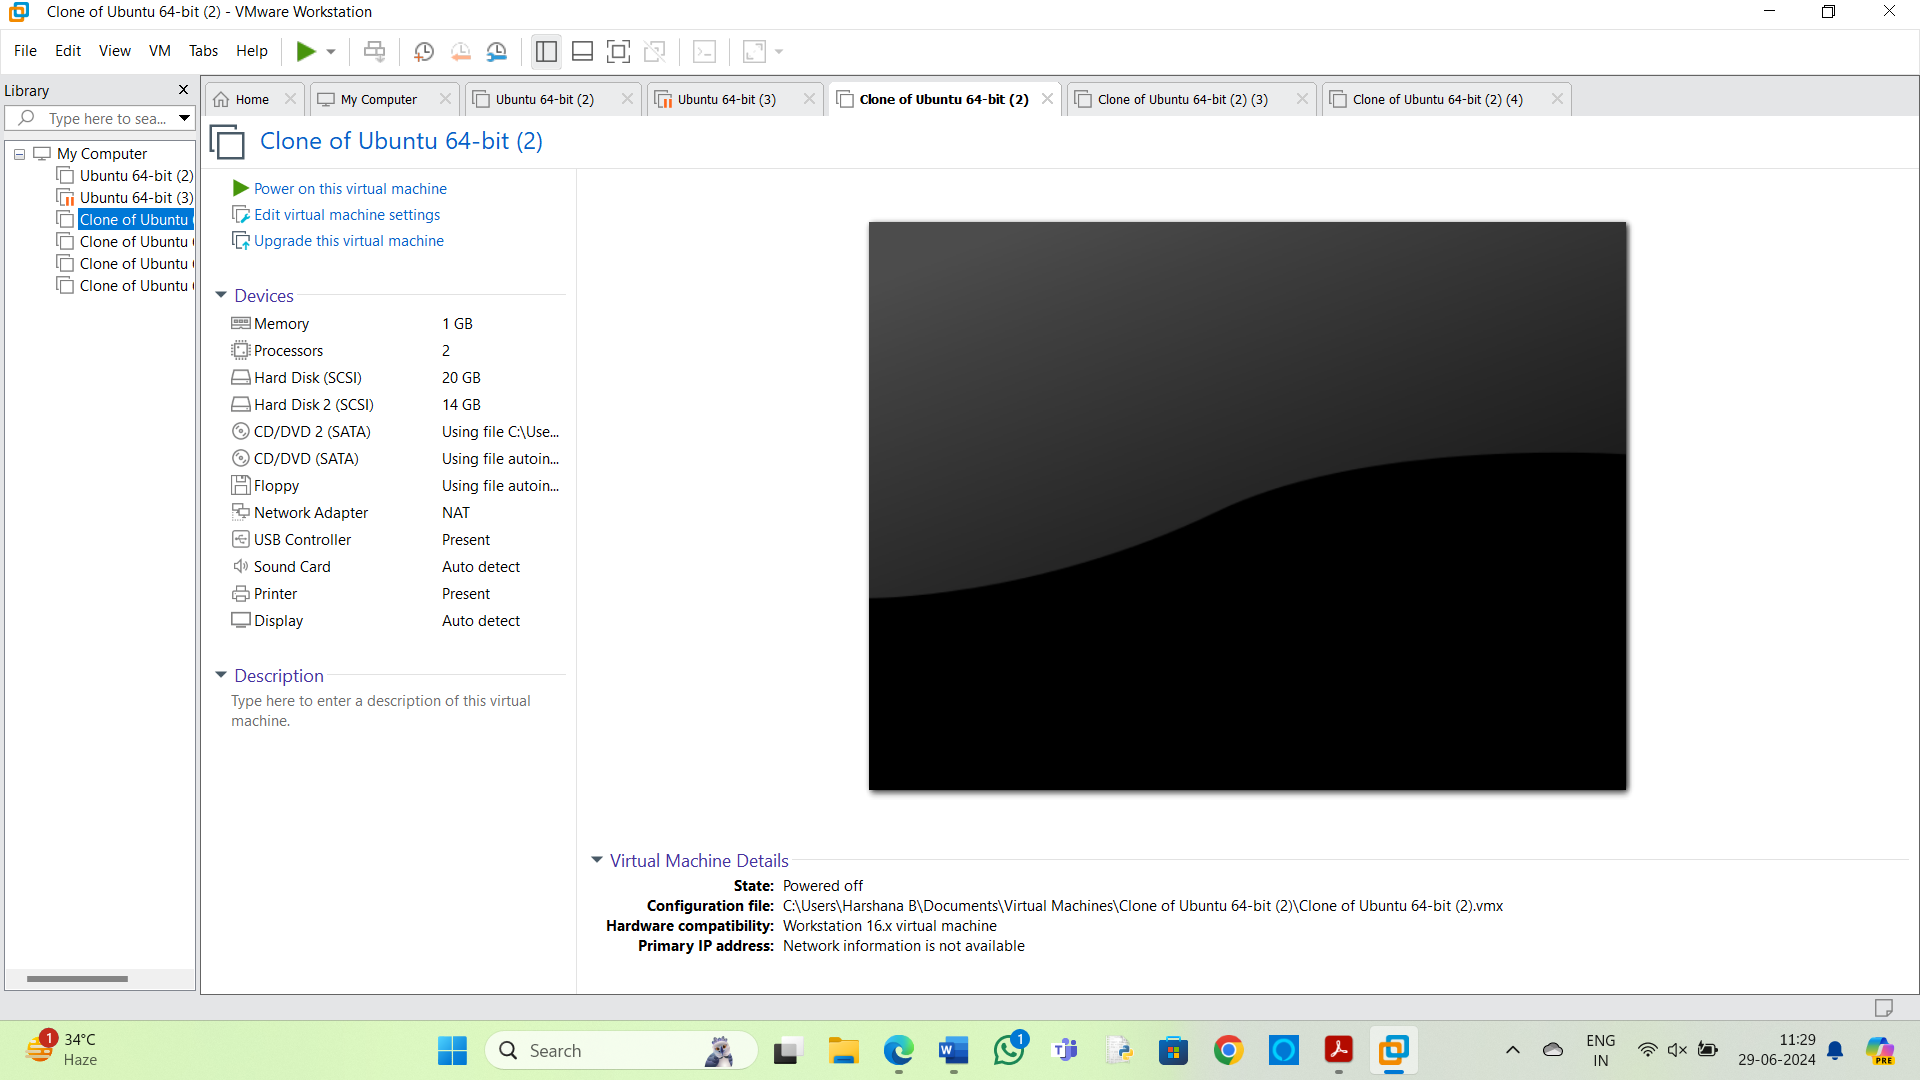 Clone of Ubuntu 64-bit (2) - VMware Workstation
File Edit View VM Tabs Help
Library
Type here to sea...
My Computer
Ubuntu 64-bit (2)
Ubuntu 64-bit (3)
Clone of Ubuntu
Clone of Ubuntu
Clone of Ubuntu
Clone of Ubuntu
Home My Computer Ubuntu 64-bit (2) Ubuntu 64-bit (3) Clone of Ubuntu 64-bit (2) Clone of Ubuntu 64-bit (2) (3) Clone of Ubuntu 64-bit (2) (4)
Clone of Ubuntu 64-bit (2)
Power on this virtual machine
Edit virtual machine settings
Upgrade this virtual machine
Devices
Memory 1 GB
Processors 2
Hard Disk (SCSI) 20 GB
Hard Disk 2 (SCSI) 14 GB
CD/DVD 2 (SATA) Using file C:\Use...
CD/DVD (SATA) Using file autoin...
Floppy Using file autoin...
Network Adapter NAT
USB Controller Present
Sound Card Auto detect
Printer Present
Display Auto detect
Description
Type here to enter a description of this virtual
machine.
Virtual Machine Details
State: Powered off
Configuration file: C:\Users\Harshana B\Documents\Virtual Machines\Clone of Ubuntu 64-bit (2)\Clone of Ubuntu 64-bit (2).vmx
Hardware compatibility: Workstation 16.x virtual machine
Primary IP address: Network information is not available
1 34°C
Haze
Search
1
ENG
IN
11:29
29-06-2024
PRE